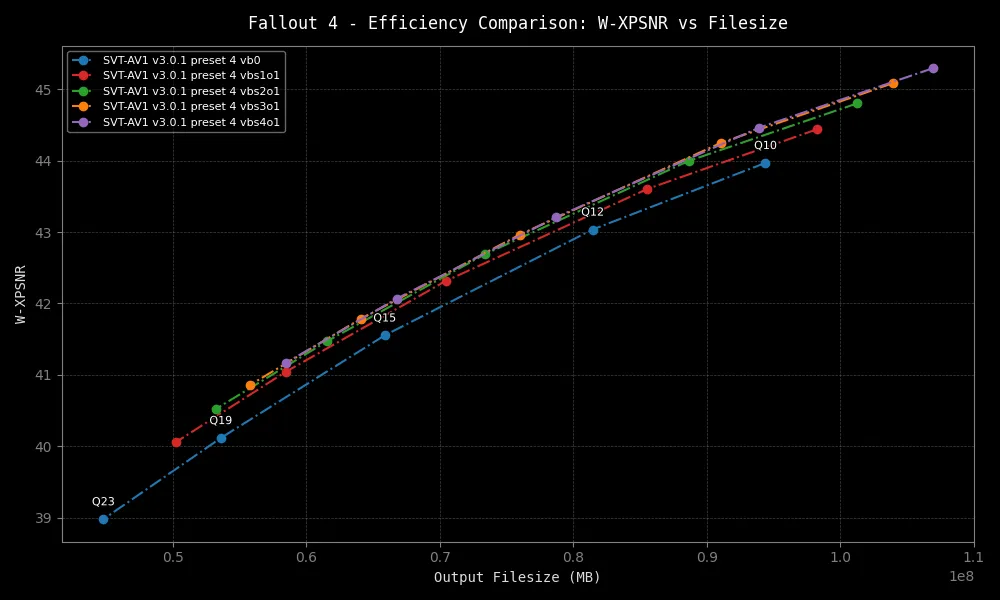 Fallout 4 - Efficiency Comparison: W-XPSNR vs Filesize
SVT-AV1 v3.0.1 preset 4 vb0
SVT-AV1 v3.0.1 preset 4 vbs1o1
SVT-AV1 v3.0.1 preset 4 vbs2o1
SVT-AV1 v3.0.1 preset 4 vbs3o1
SVT-AV1 v3.0.1 preset 4 vbs4o1
45
44
43
42
41
40
39
W-XPSNR
Q10
Q12
Q15
Q19
Q23
0.5
0.6
0.7
0.8
0.9
1.0
1.1
1e8
Output Filesize (MB)